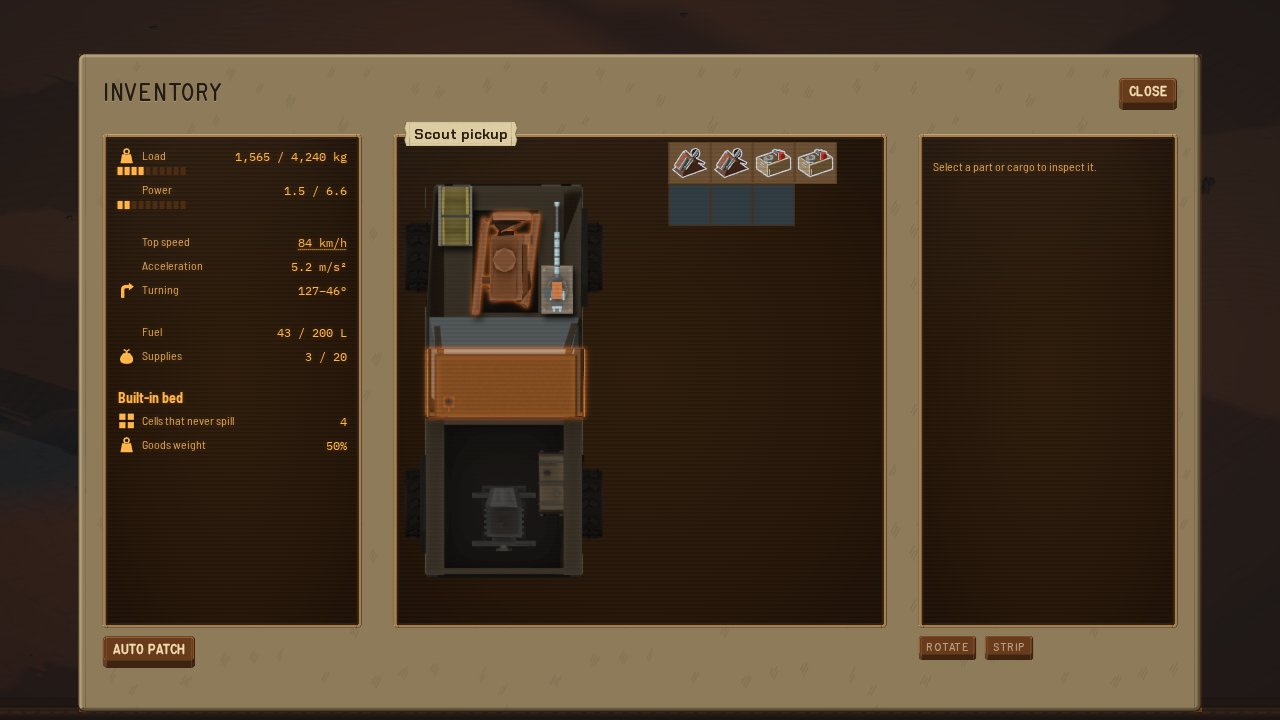 INVENTORY
CLOSE
Scout pickup
Load 1,565 / 4,240 kg
Power 1.5 / 6.6
Top speed 84 km/h
Acceleration 5.2 m/s²
Turning 127–46°
Fuel 43 / 200 L
Supplies 3 / 20
Built-in bed
Cells that never spill 4
Goods weight 50%
Select a part or cargo to inspect it.
AUTO PATCH
ROTATE
STRIP